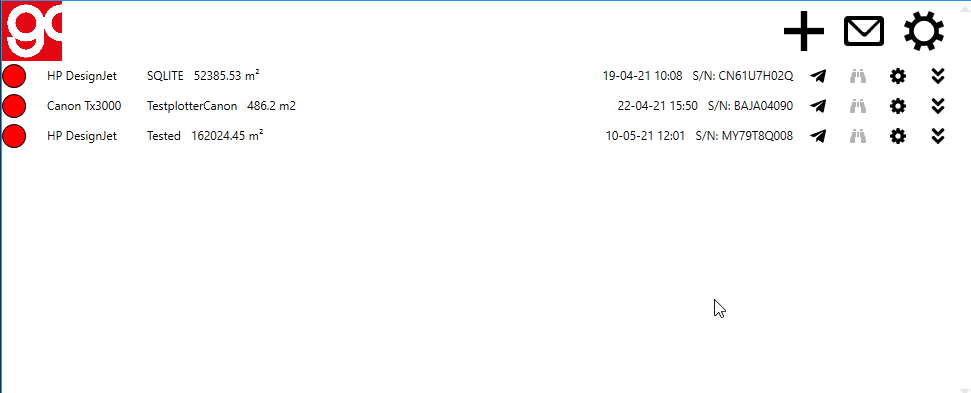 go
HP DesignJet SQLITE 52385.53 m² 19-04-21 10:08 S/N: CN61U7H02Q
Canon Tx3000 TestplotterCanon 486.2 m2 22-04-21 15:50 S/N: BAJA04090
HP DesignJet Tested 162024.45 m² 10-05-21 12:01 S/N: MY79T8Q008